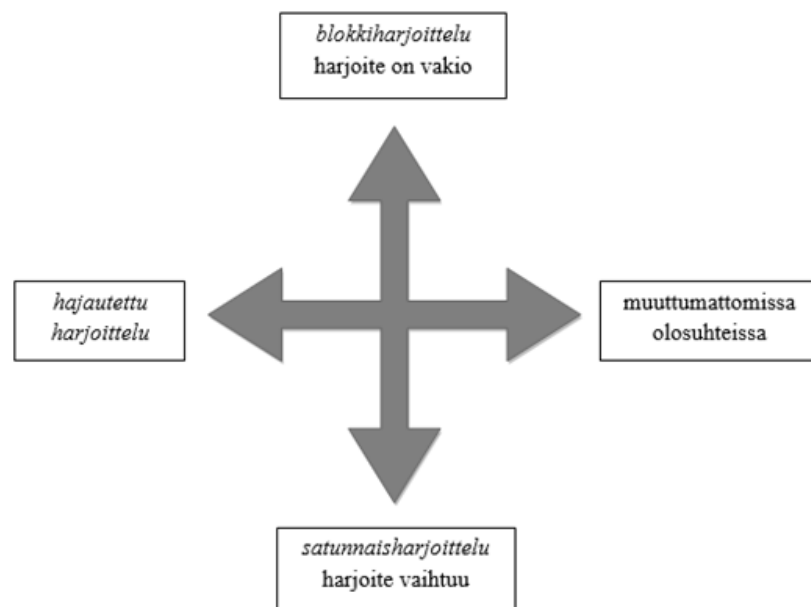 blokkiharjoittelu
harjoite on vakio
hajautettu
harjoittelu
muuttumattomissa
olosuhteissa
satunnaisharjoittelu
harjoite vaihtuu